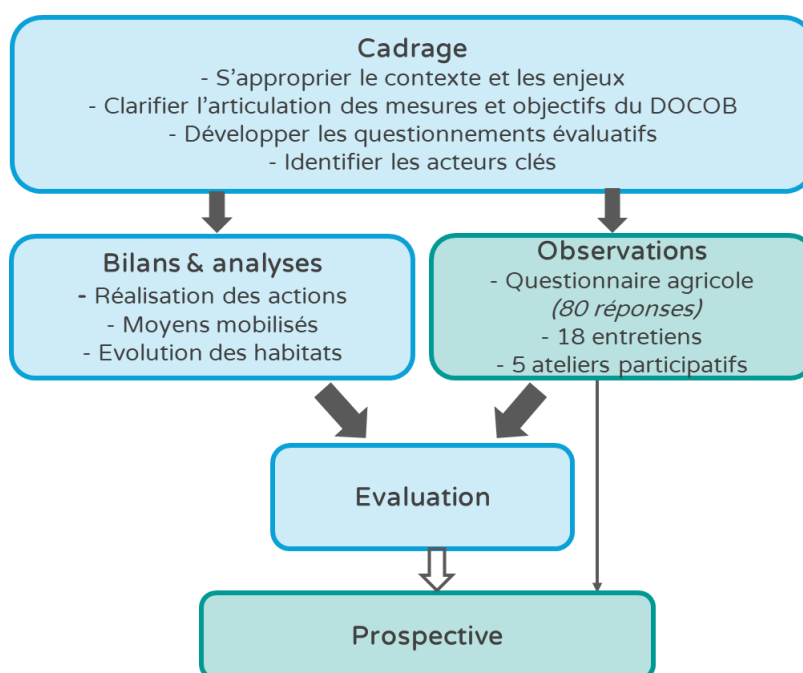 Cadrage
- S'approprier le contexte et les enjeux
- Clarifier l'articulation des mesures et objectifs du DOCOB
- Développer les questionnements évaluatifs
- Identifier les acteurs clés
Bilans & analyses
- Réalisation des actions
- Moyens mobilisés
- Evolution des habitats
Observations
- Questionnaire agricole
(80 réponses)
- 18 entretiens
- 5 ateliers participatifs
Evaluation
Prospective